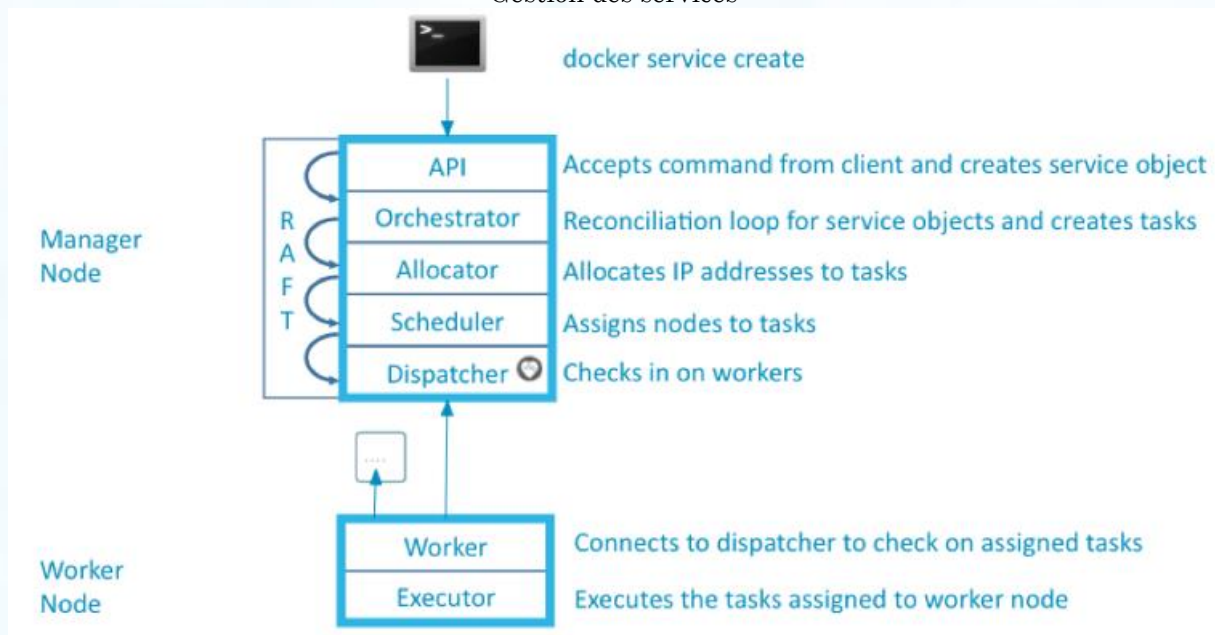 Gestion des services
>_
docker service create
API
Accepts command from client and creates service object
Orchestrator
Reconciliation loop for service objects and creates tasks
Manager
Node
R
A
F
T
Allocator
Allocates IP addresses to tasks
Scheduler
Assigns nodes to tasks
Dispatcher
Checks in on workers
....
Worker
Connects to dispatcher to check on assigned tasks
Worker
Node
Executor
Executes the tasks assigned to worker node